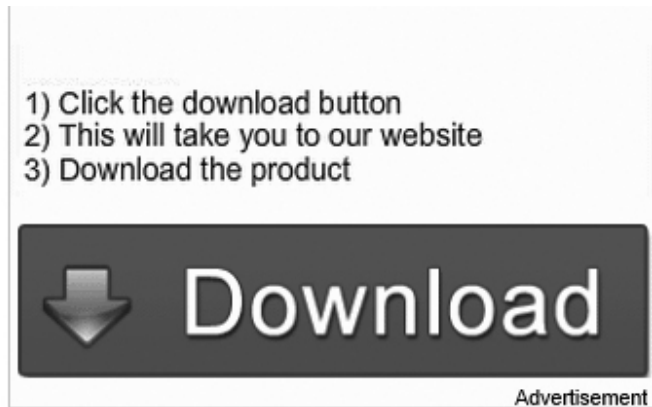 1) Click the download button
2) This will take you to our website
3) Download the product
Download
Advertisement